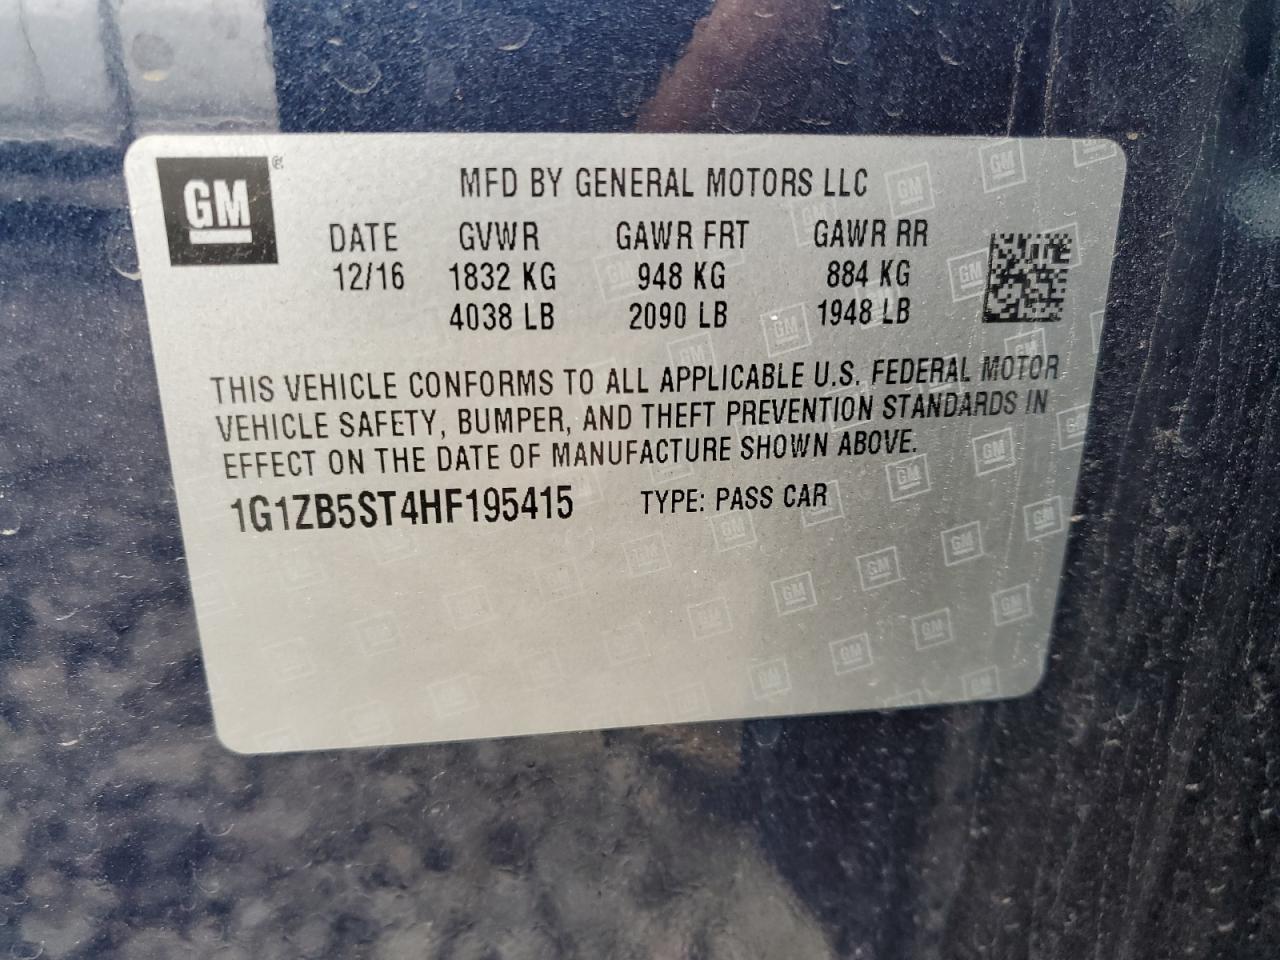 GM ®
MFD BY GENERAL MOTORS LLC
DATE GVWR GAWR FRT GAWR RR
12/16 1832 KG 948 KG 884 KG
4038 LB 2090 LB 1948 LB
THIS VEHICLE CONFORMS TO ALL APPLICABLE U.S. FEDERAL MOTOR
VEHICLE SAFETY, BUMPER, AND THEFT PREVENTION STANDARDS IN
EFFECT ON THE DATE OF MANUFACTURE SHOWN ABOVE.
1G1ZB5ST4HF195415 TYPE: PASS CAR